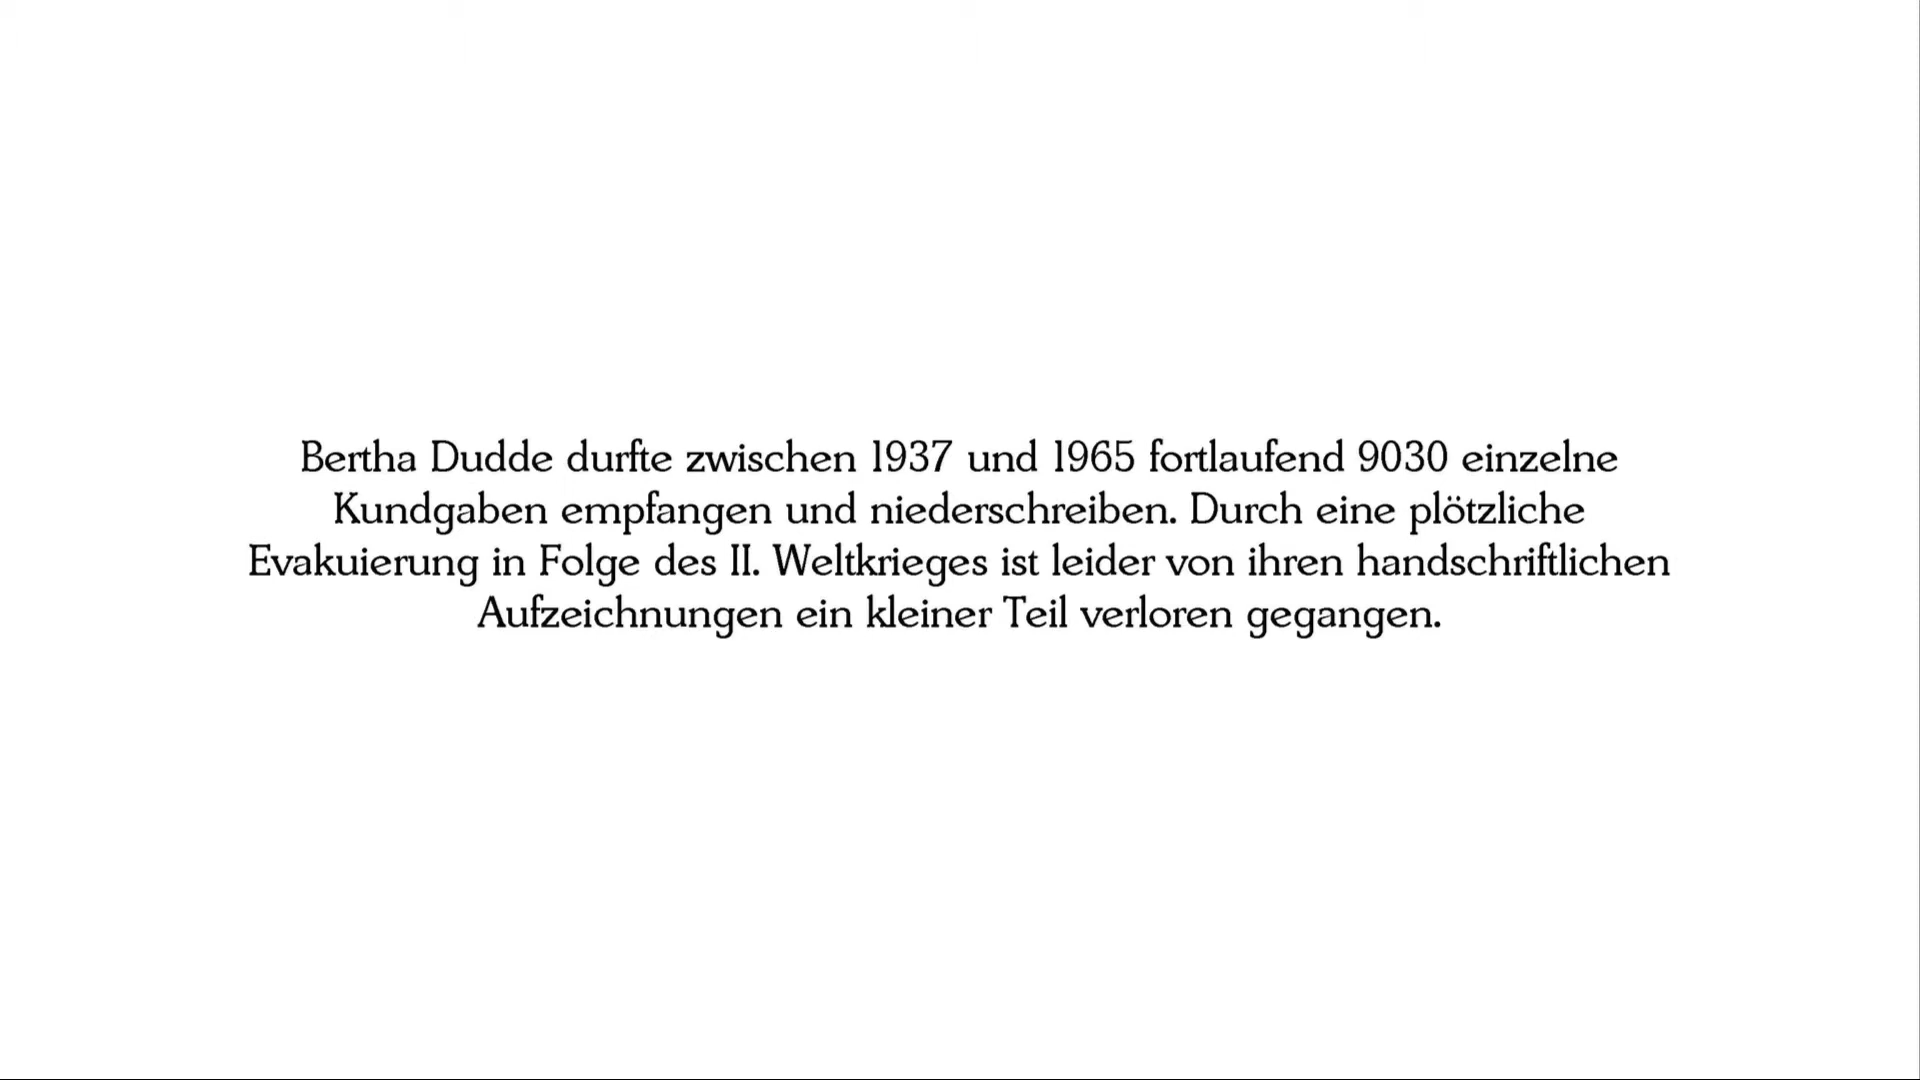 Bertha Dudde durfte zwischen 1937 und 1965 fortlaufend 9030 einzelne
Kundgaben empfangen und niederschreiben. Durch eine plötzliche
Evakuierung in Folge des II. Weltkrieges ist leider von ihren handschriftlichen
Aufzeichnungen ein kleiner Teil verloren gegangen.